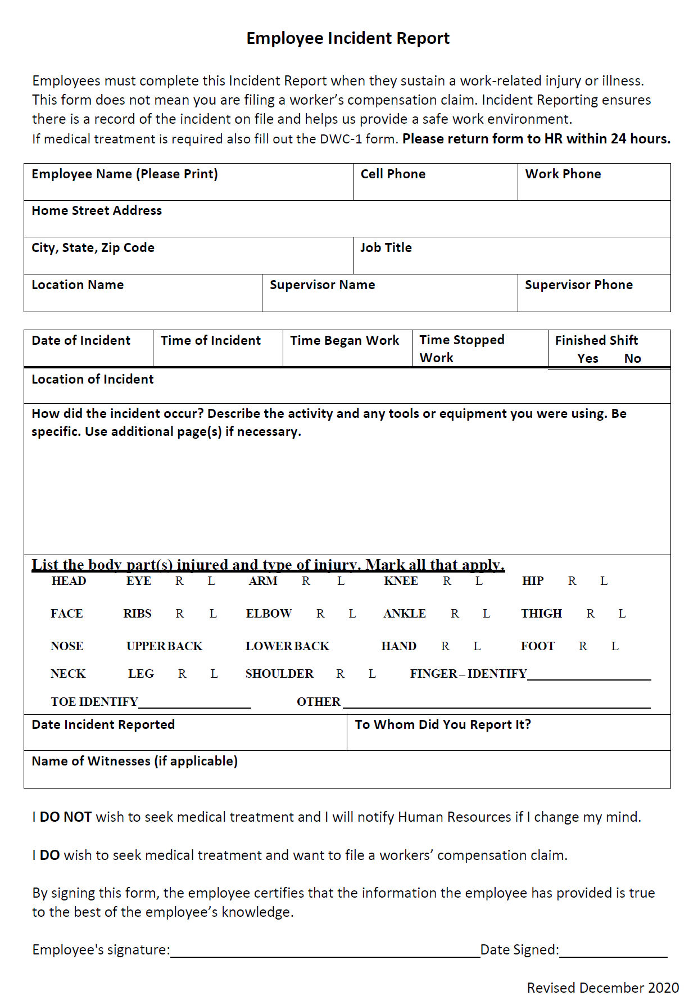 Employee Incident Report
Employees must complete this Incident Report when they sustain a work-related injury or illness.
This form does not mean you are filing a worker’s compensation claim. Incident Reporting ensures
there is a record of the incident on file and helps us provide a safe work environment.
If medical treatment is required also fill out the DWC-1 form. Please return form to HR within 24 hours.
Employee Name (Please Print) Cell Phone Work Phone
Home Street Address
City, State, Zip Code Job Title
Location Name Supervisor Name Supervisor Phone
Date of Incident Time of Incident Time Began Work Time Stopped Finished Shift
Work Yes No
Location of Incident
How did the incident occur? Describe the activity and any tools or equipment you were using. Be
specific. Use additional page(s) if necessary.
List the body part(s) injured and type of injury. Mark all that apply.
HEAD EYE R L ARM R L KNEE R L HIP R L
FACE RIBS R L ELBOW R L ANKLE R L THIGH R L
NOSE UPPER BACK LOWER BACK HAND R L FOOT R L
NECK LEG R L SHOULDER R L FINGER – IDENTIFY
TOE IDENTIFY OTHER
Date Incident Reported To Whom Did You Report It?
Name of Witnesses (if applicable)
I DO NOT wish to seek medical treatment and I will notify Human Resources if I change my mind.
I DO wish to seek medical treatment and want to file a workers’ compensation claim.
By signing this form, the employee certifies that the information the employee has provided is true
to the best of the employee’s knowledge.
Employee's signature: Date Signed:
Revised December 2020